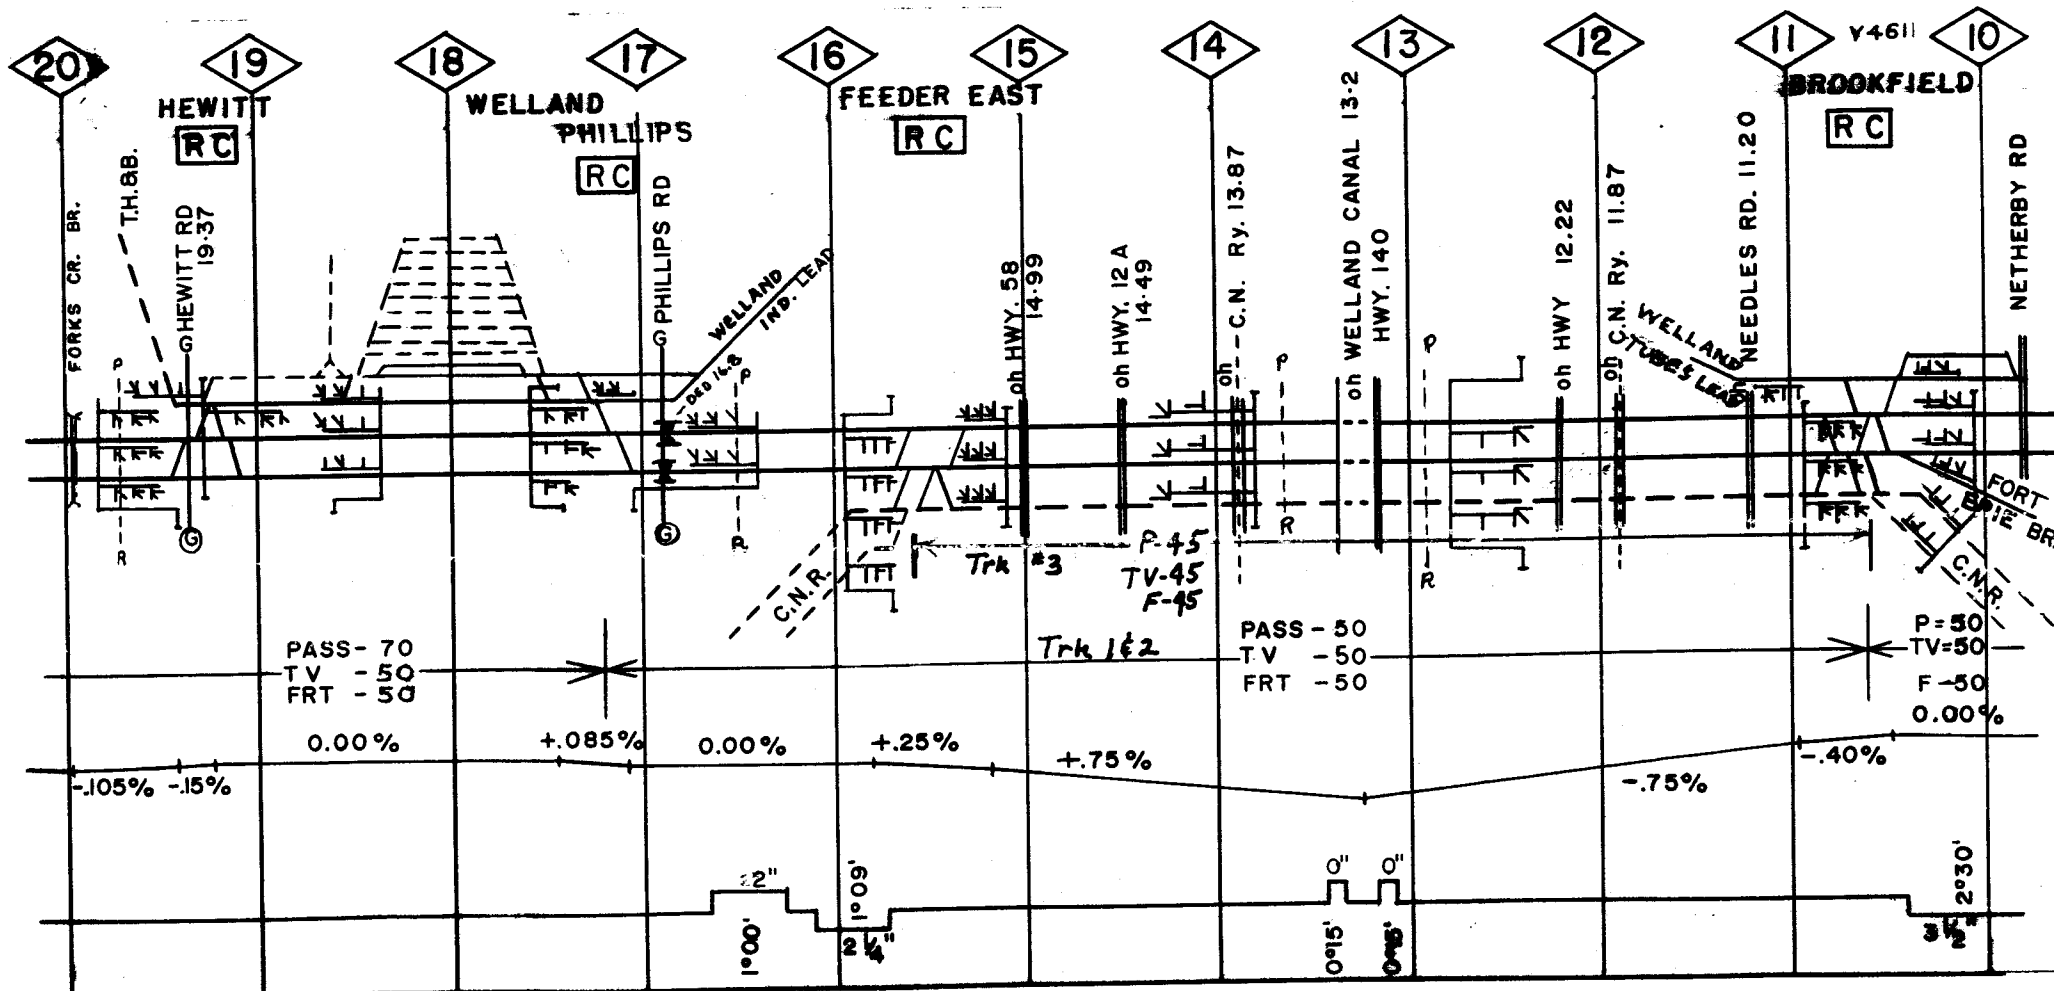 20
19
18
17
16
15
14
13
12
11
V4611
10
HEWITT
RC
WELLAND
PHILLIPS
RC
FEEDER EAST
RC
BROOKFIELD
RC
FORKS CR. BR.
T.H.&B.
G HEWITT RD
19.37
G PHILLIPS RD
WELLAND
IND. LEAD
DED 16.8
oh HWY. 58
14.99
oh HWY. 12 A
14.49
oh C.N. Ry. 13.87
oh WELLAND CANAL 13.2
HWY. 140
oh HWY 12.22
oh C.N. Ry. 11.87
WELLAND
TUBES LEAD
NEEDLES RD. 11.20
NETHERBY RD
P
R
G
P
R
G
P
R
P
R
C.N.R.
FORT
ERIE BR.
C.N.R.
Trk #3
P-45
TV-45
F-45
PASS-70
TV -50
FRT -50
Trk 1&2
PASS-50
TV -50
FRT -50
P=50
TV=50
F-50
-.105%
-.15%
0.00%
+.085%
0.00%
+.25%
+.75%
-.75%
-.40%
0.00%
2"
1°00'
1°09'
2 1/4"
0"
0"
0°15'
0°15'
2°30'
3 1/2"